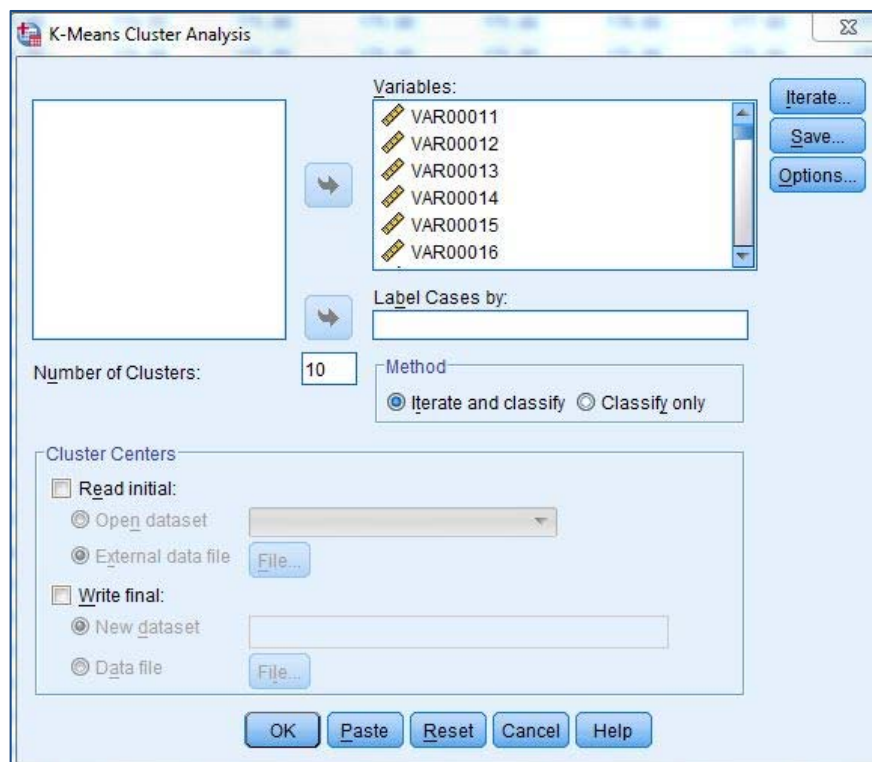 K-Means Cluster Analysis
Variables:
VAR00011
VAR00012
VAR00013
VAR00014
VAR00015
VAR00016
Iterate...
Save...
Options...
Label Cases by:
Number of Clusters:
10
Method
Iterate and classify
Classify only
Cluster Centers
Read initial:
Open dataset
External data file
File...
Write final:
New dataset
Data file
File...
OK
Paste
Reset
Cancel
Help